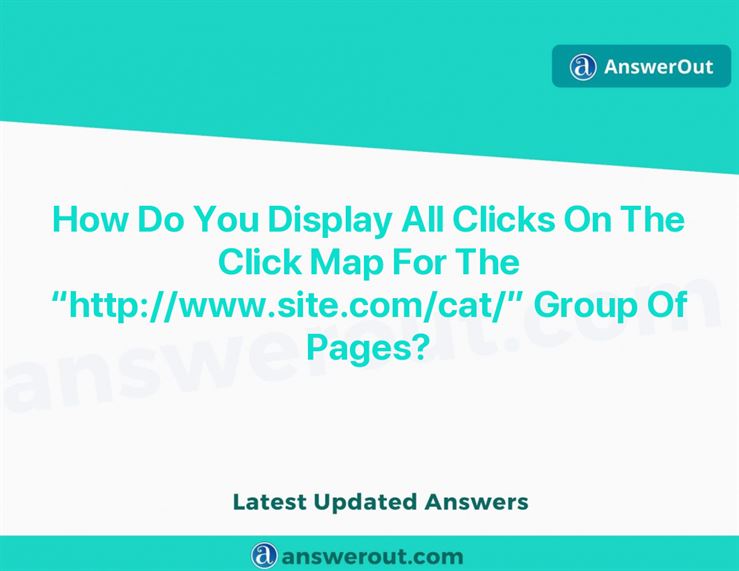 AnswerOut
How Do You Display All Clicks On The
Click Map For The
“http://www.site.com/cat/” Group Of
Pages?
answerout.com
Latest Updated Answers
answerout.com